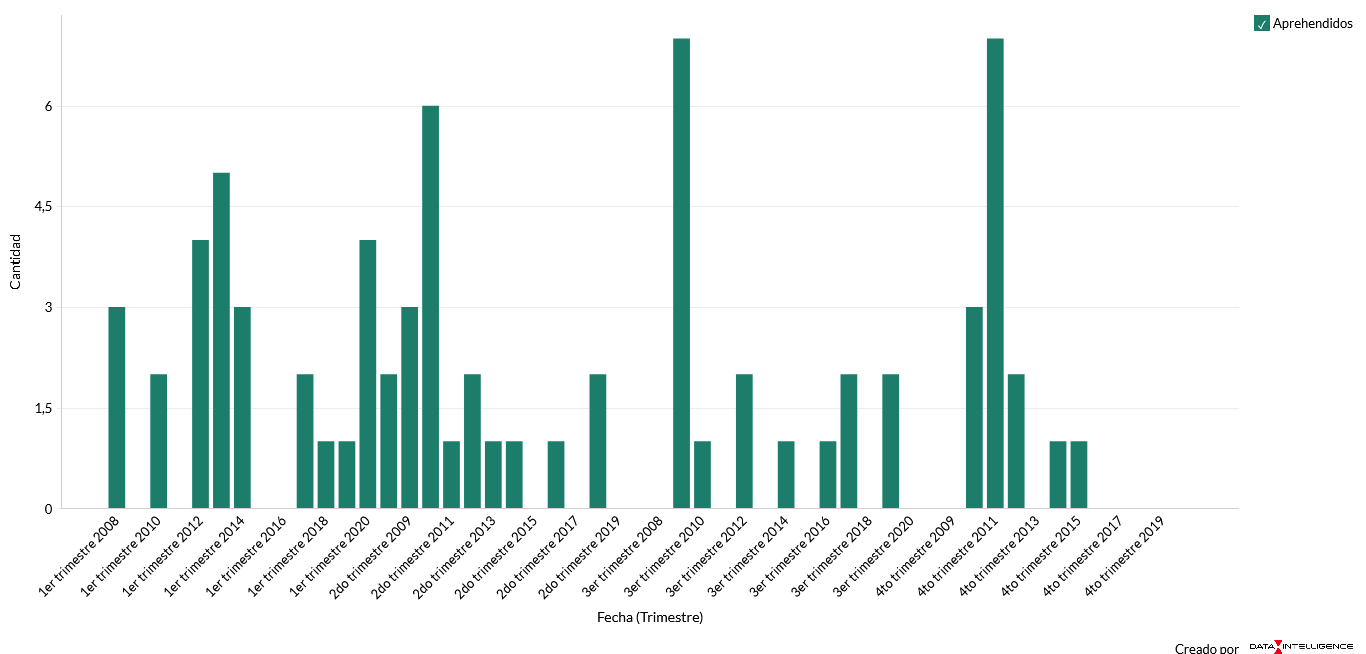 Aprehendidos
6
4,5
3
1,5
0
Cantidad
1er trimestre 2008
1er trimestre 2010
1er trimestre 2012
1er trimestre 2014
1er trimestre 2016
1er trimestre 2018
1er trimestre 2020
2do trimestre 2009
2do trimestre 2011
2do trimestre 2013
2do trimestre 2015
2do trimestre 2017
2do trimestre 2019
3er trimestre 2008
3er trimestre 2010
3er trimestre 2012
3er trimestre 2014
3er trimestre 2016
3er trimestre 2018
3er trimestre 2020
4to trimestre 2009
4to trimestre 2011
4to trimestre 2013
4to trimestre 2015
4to trimestre 2017
4to trimestre 2019
Fecha (Trimestre)
Creado por DATA INTELLIGENCE